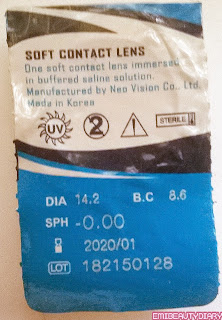 SOFT CONTACT LENS
One soft contact lens immersed
in buffered saline solution.
Manufactured by Neo Vision Co., Ltd.
Made in Korea
UV
2
STERILE
DIA 14.2 B.C 8.6
SPH -0.00
2020/01
LOT 182150128
EMIBEAUTYDIARY